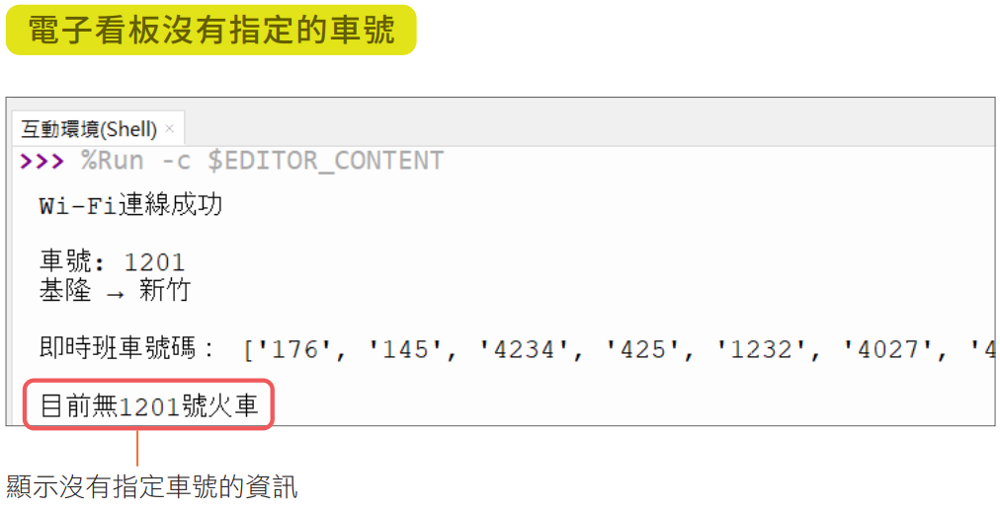 電子看板沒有指定的車號
互動環境(Shell) ×
>>> %Run -c $EDITOR_CONTENT
Wi-Fi連線成功
車號: 1201
基隆 → 新竹
即時班車號碼： ['176', '145', '4234', '425', '1232', '4027', '4
目前無1201號火車
顯示沒有指定車號的資訊